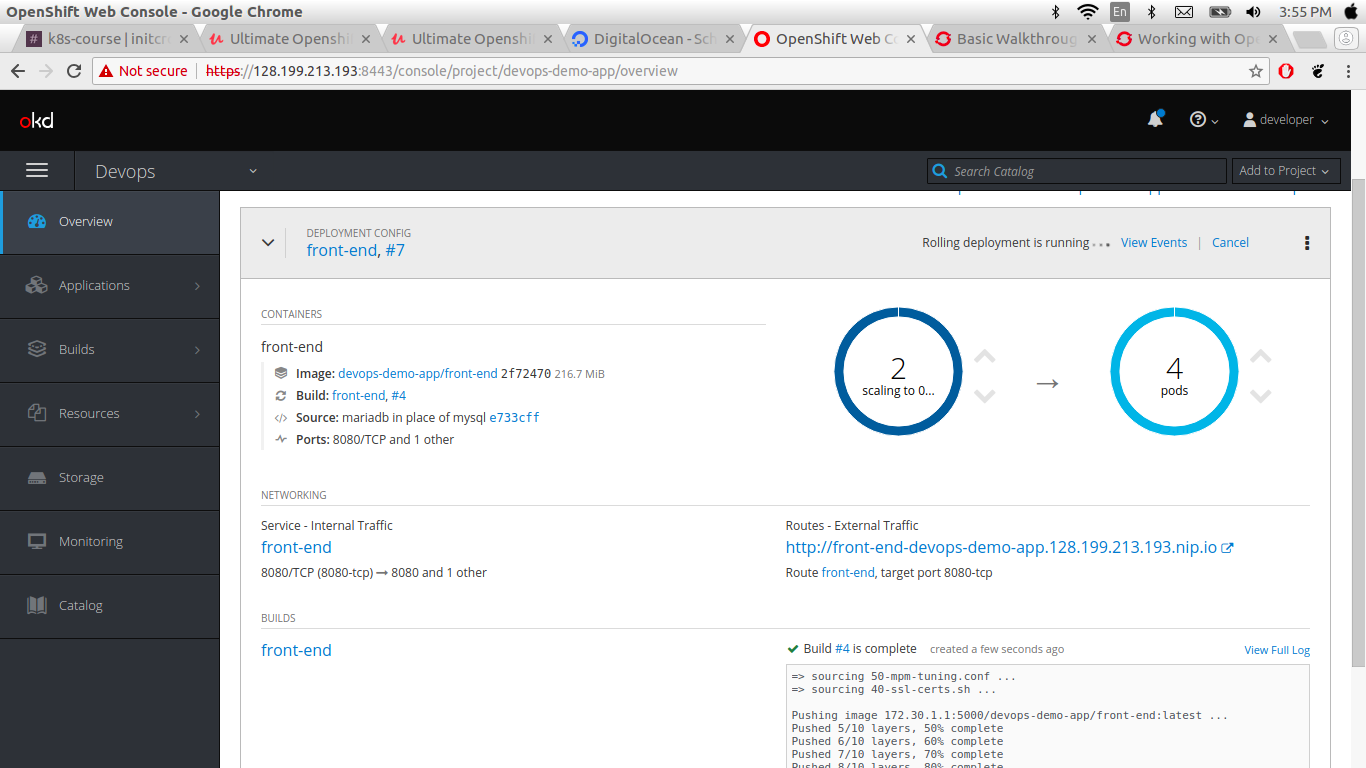 OpenShift Web Console - Google Chrome
En
3:55 PM
# k8s-course | initcr
Ultimate Openshi
Ultimate Openshi
DigitalOcean - Sch
OpenShift Web Co
Basic Walkthroug
Working with Ope
Not secure | https://128.199.213.193:8443/console/project/devops-demo-app/overview
okd
developer
Devops
Search Catalog
Add to Project
Overview
Applications
Builds
Resources
Storage
Monitoring
Catalog
DEPLOYMENT CONFIG
front-end, #7
Rolling deployment is running ... View Events | Cancel
CONTAINERS
front-end
Image: devops-demo-app/front-end 2f72470 216.7 MiB
Build: front-end, #4
</> Source: mariadb in place of mysql e733cff
Ports: 8080/TCP and 1 other
2
scaling to 0...
→
4
pods
NETWORKING
Service - Internal Traffic
front-end
8080/TCP (8080-tcp) → 8080 and 1 other
Routes - External Traffic
http://front-end-devops-demo-app.128.199.213.193.nip.io
Route front-end, target port 8080-tcp
BUILDS
front-end
Build #4 is complete created a few seconds ago
View Full Log
=> sourcing 50-mpm-tuning.conf ...
=> sourcing 40-ssl-certs.sh ...
Pushing image 172.30.1.1:5000/devops-demo-app/front-end:latest ...
Pushed 5/10 layers, 50% complete
Pushed 6/10 layers, 60% complete
Pushed 7/10 layers, 70% complete
Pushed 8/10 layers, 80% complete